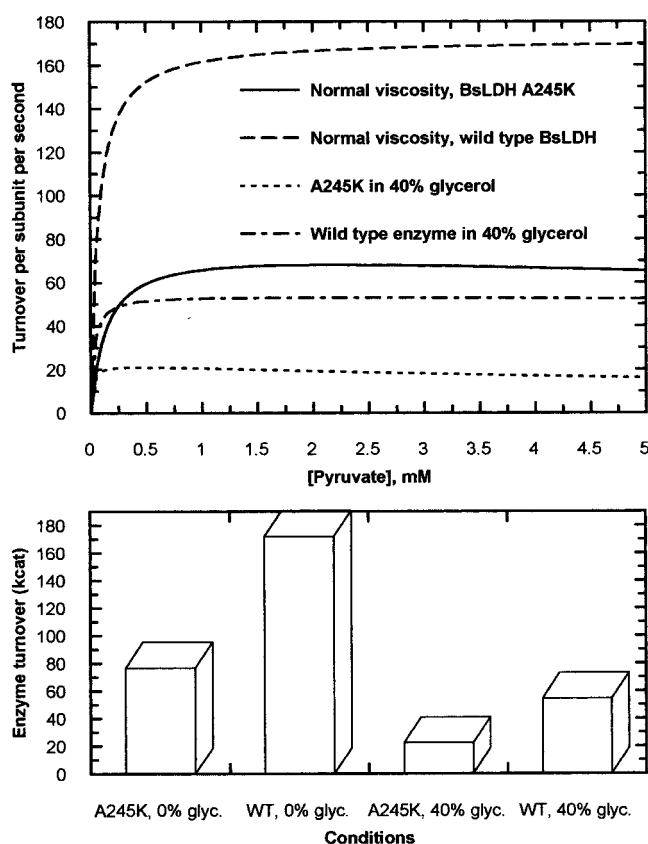 180
160
140
120
100
80
60
40
20
0
Turnover per subunit per second
Normal viscosity, BsLDH A245K
Normal viscosity, wild type BsLDH
A245K in 40% glycerol
Wild type enzyme in 40% glycerol
0 0.5 1 1.5 2 2.5 3 3.5 4 4.5 5
[Pyruvate], mM
180
160
140
120
100
80
60
40
20
0
Enzyme turnover (kcat)
A245K, 0% glyc. WT, 0% glyc. A245K, 40% glyc. WT, 40% glyc.
Conditions